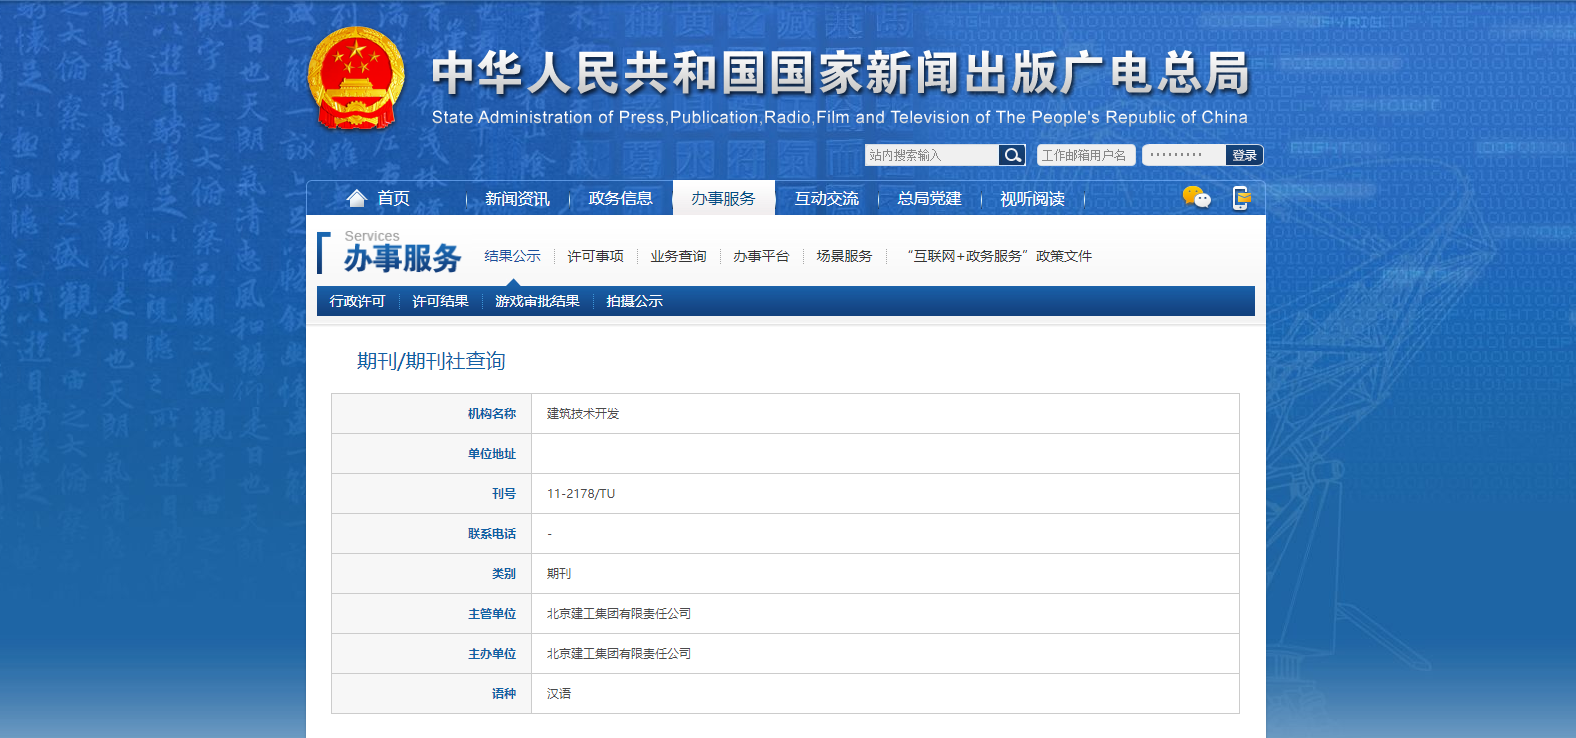 中华人民共和国国家新闻出版广电总局
State Administration of Press,Publication,Radio,Film and Television of The People's Republic of China
站内搜索输入 工作邮箱用户名 ········· 登录
首页 新闻资讯 政务信息 办事服务 互动交流 总局党建 视听阅读
Services
办事服务 结果公示 许可事项 业务查询 办事平台 场景服务 “互联网+政务服务”政策文件
行政许可 许可结果 游戏审批结果 拍摄公示
期刊/期刊社查询
机构名称 建筑技术开发
单位地址
刊号 11-2178/TU
联系电话 -
类别 期刊
主管单位 北京建工集团有限责任公司
主办单位 北京建工集团有限责任公司
语种 汉语